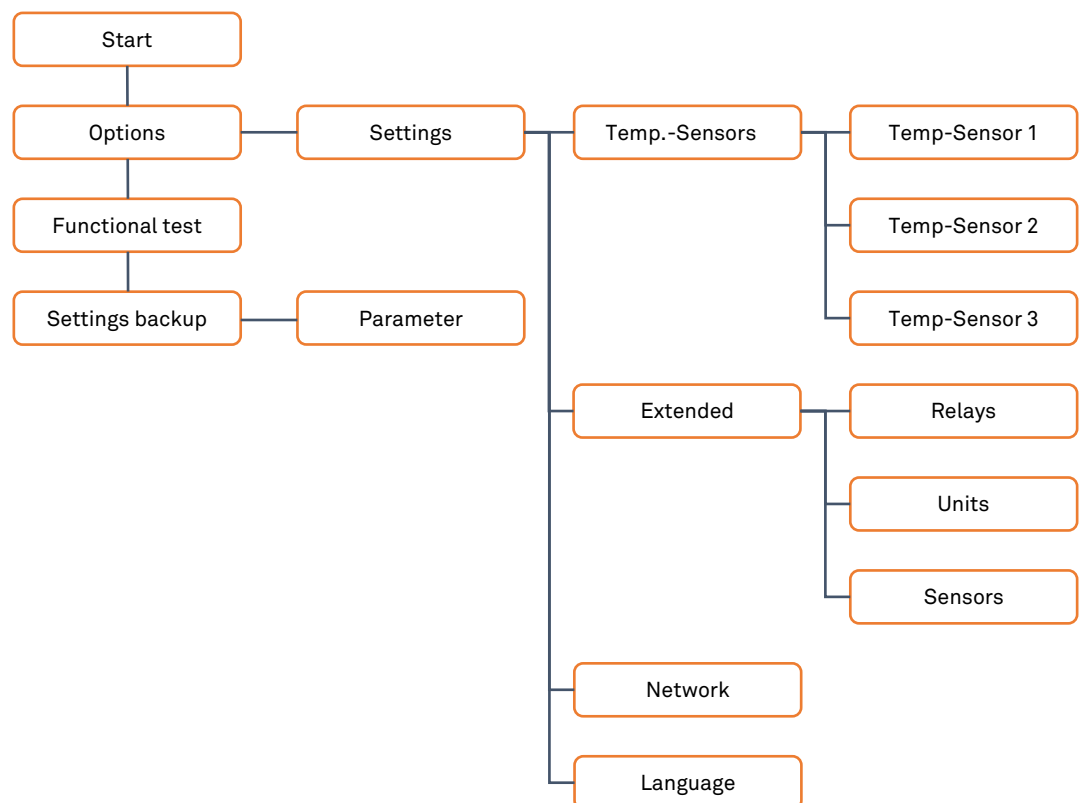 Start
Options
Settings
Temp.-Sensors
Temp-Sensor 1
Functional test
Temp-Sensor 2
Settings backup
Parameter
Temp-Sensor 3
Extended
Relays
Units
Sensors
Network
Language